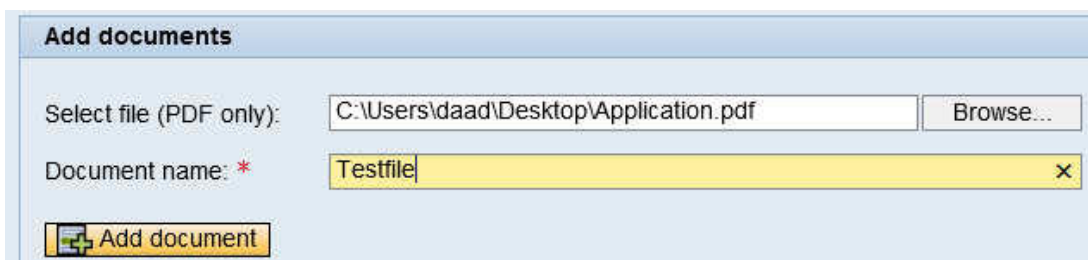 Add documents
Select file (PDF only): C:\Users\daad\Desktop\Application.pdf Browse...
Document name: * Testfile ×
Add document